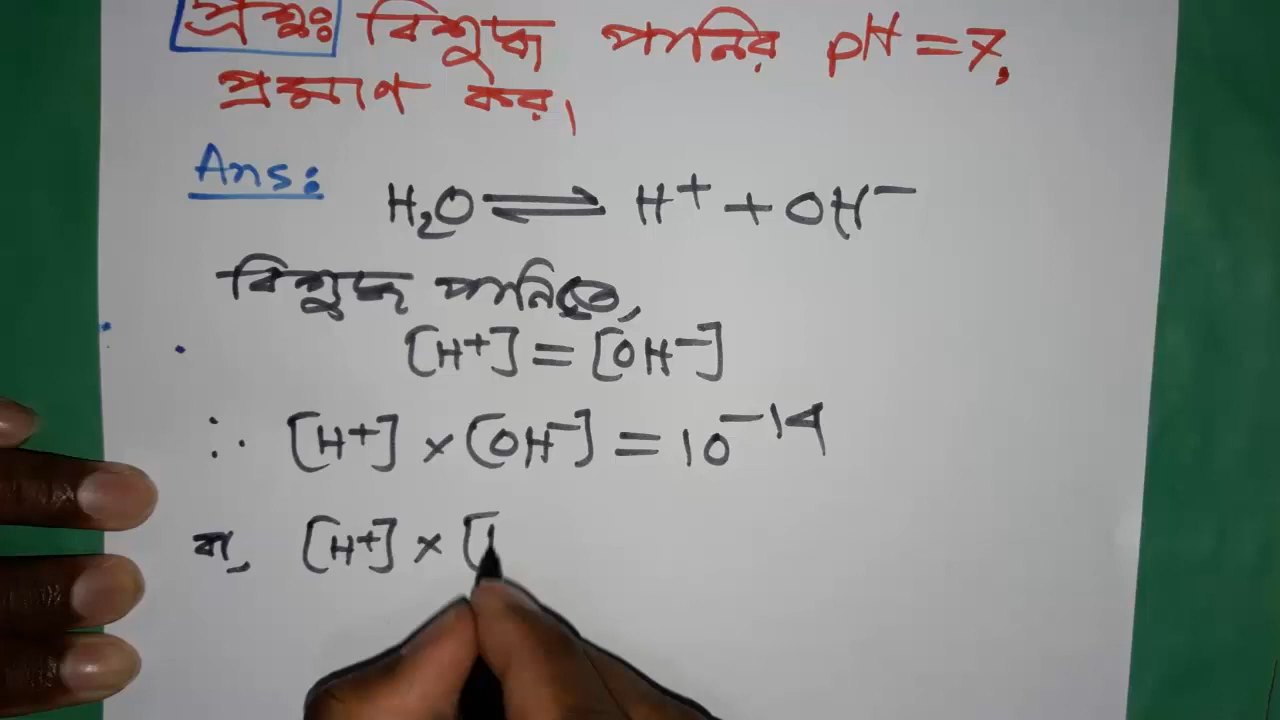 প্রশ্ন: বিশুদ্ধ পানির pH = 7,
প্রমাণ কর।
Ans:
H₂O ⇌ H⁺ + OH⁻
বিশুদ্ধ পানিতে,
[H⁺] = [OH⁻]
∴ [H⁺] × [OH⁻] = 10⁻¹⁴
বা, [H⁺] × [